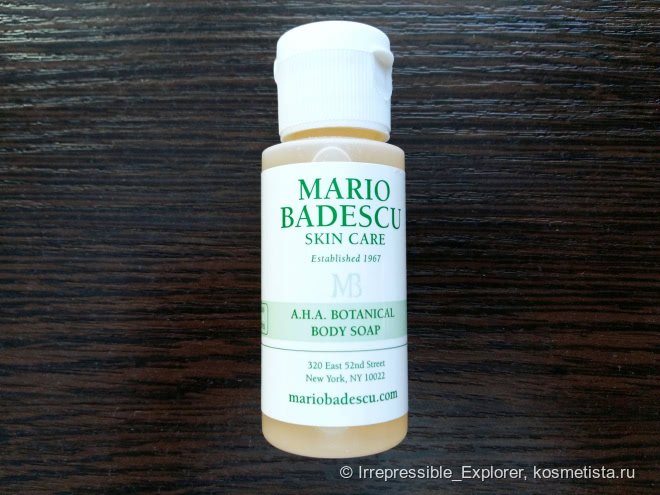 MARIO
BADESCU
SKIN CARE
Established 1967
MB
A.H.A. BOTANICAL
BODY SOAP
320 East 52nd Street
New York, NY 10022
mariobadescu.com
© Irrepressible_Explorer, kosmetista.ru